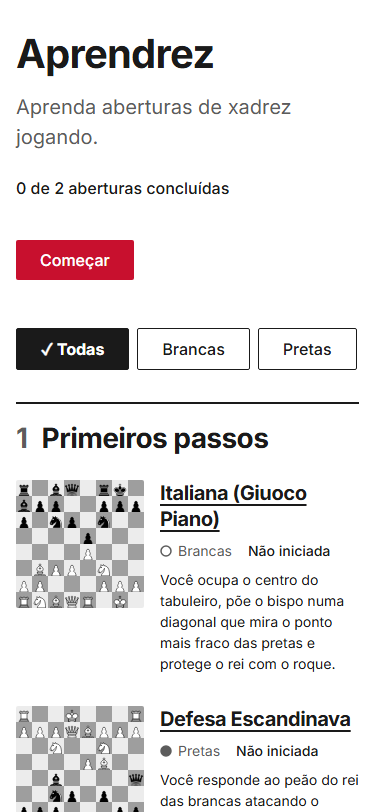 Aprendrez
Aprenda aberturas de xadrez
jogando.
0 de 2 aberturas concluídas
Começar
✓ Todas
Brancas
Pretas
1 Primeiros passos
Italiana (Giuoco
Piano)
Brancas Não iniciada
Você ocupa o centro do
tabuleiro, põe o bispo numa
diagonal que mira o ponto
mais fraco das pretas e
protege o rei com o roque.
Defesa Escandinava
Pretas Não iniciada
Você responde ao peão do rei
das brancas atacando o